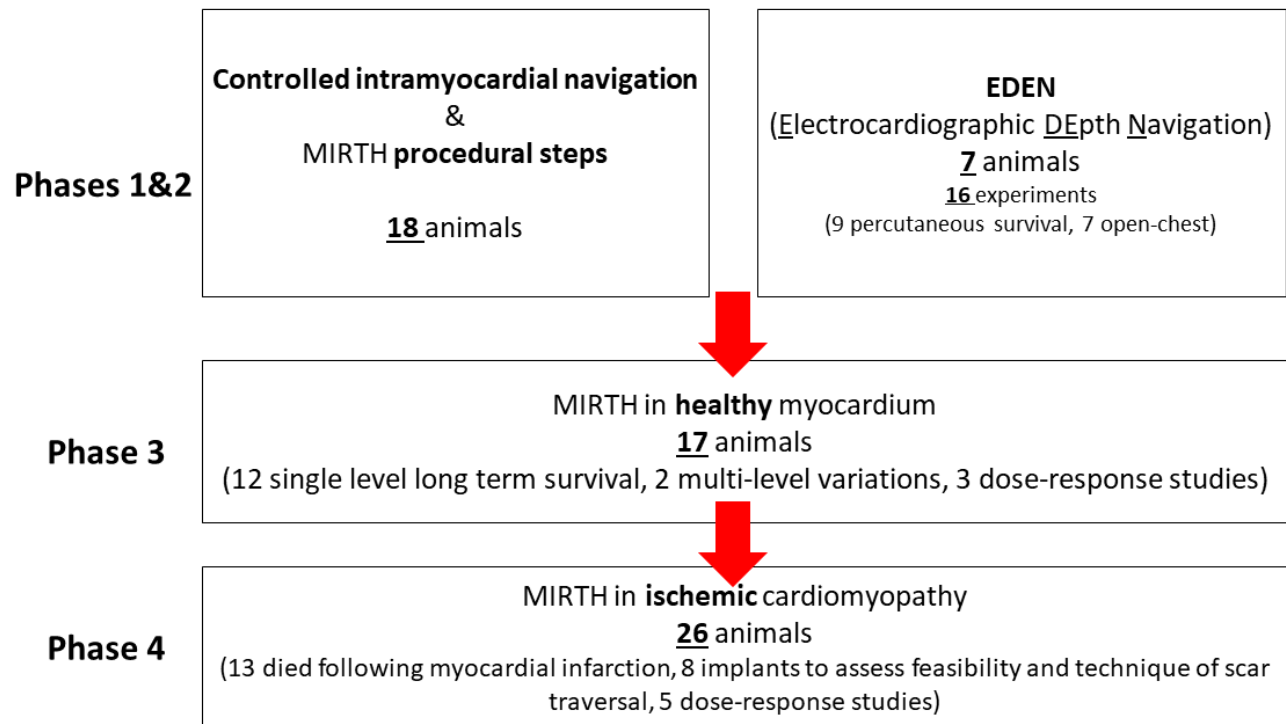 Phases 1&2
Controlled intramyocardial navigation
&
MIRTH procedural steps
18 animals
EDEN
(Electrocardiographic DEpth Navigation)
7 animals
16 experiments
(9 percutaneous survival, 7 open-chest)
Phase 3
MIRTH in healthy myocardium
17 animals
(12 single level long term survival, 2 multi-level variations, 3 dose-response studies)
Phase 4
MIRTH in ischemic cardiomyopathy
26 animals
(13 died following myocardial infarction, 8 implants to assess feasibility and technique of scar
traversal, 5 dose-response studies)